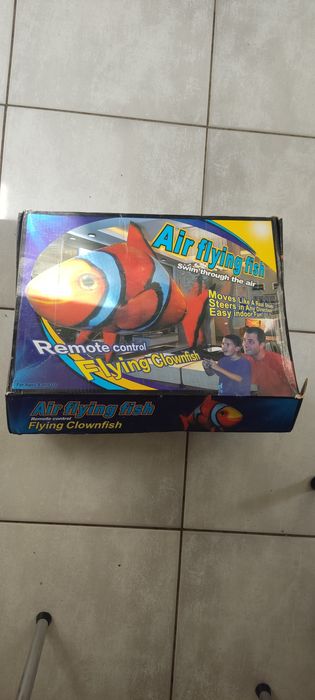 Air flying fish
Swim through the air
Moves Like A Real
Steers in Any Direction
Easy indoor Fun
Remote control
Flying Clownfish
Air flying fish
Remote control
Flying Clownfish